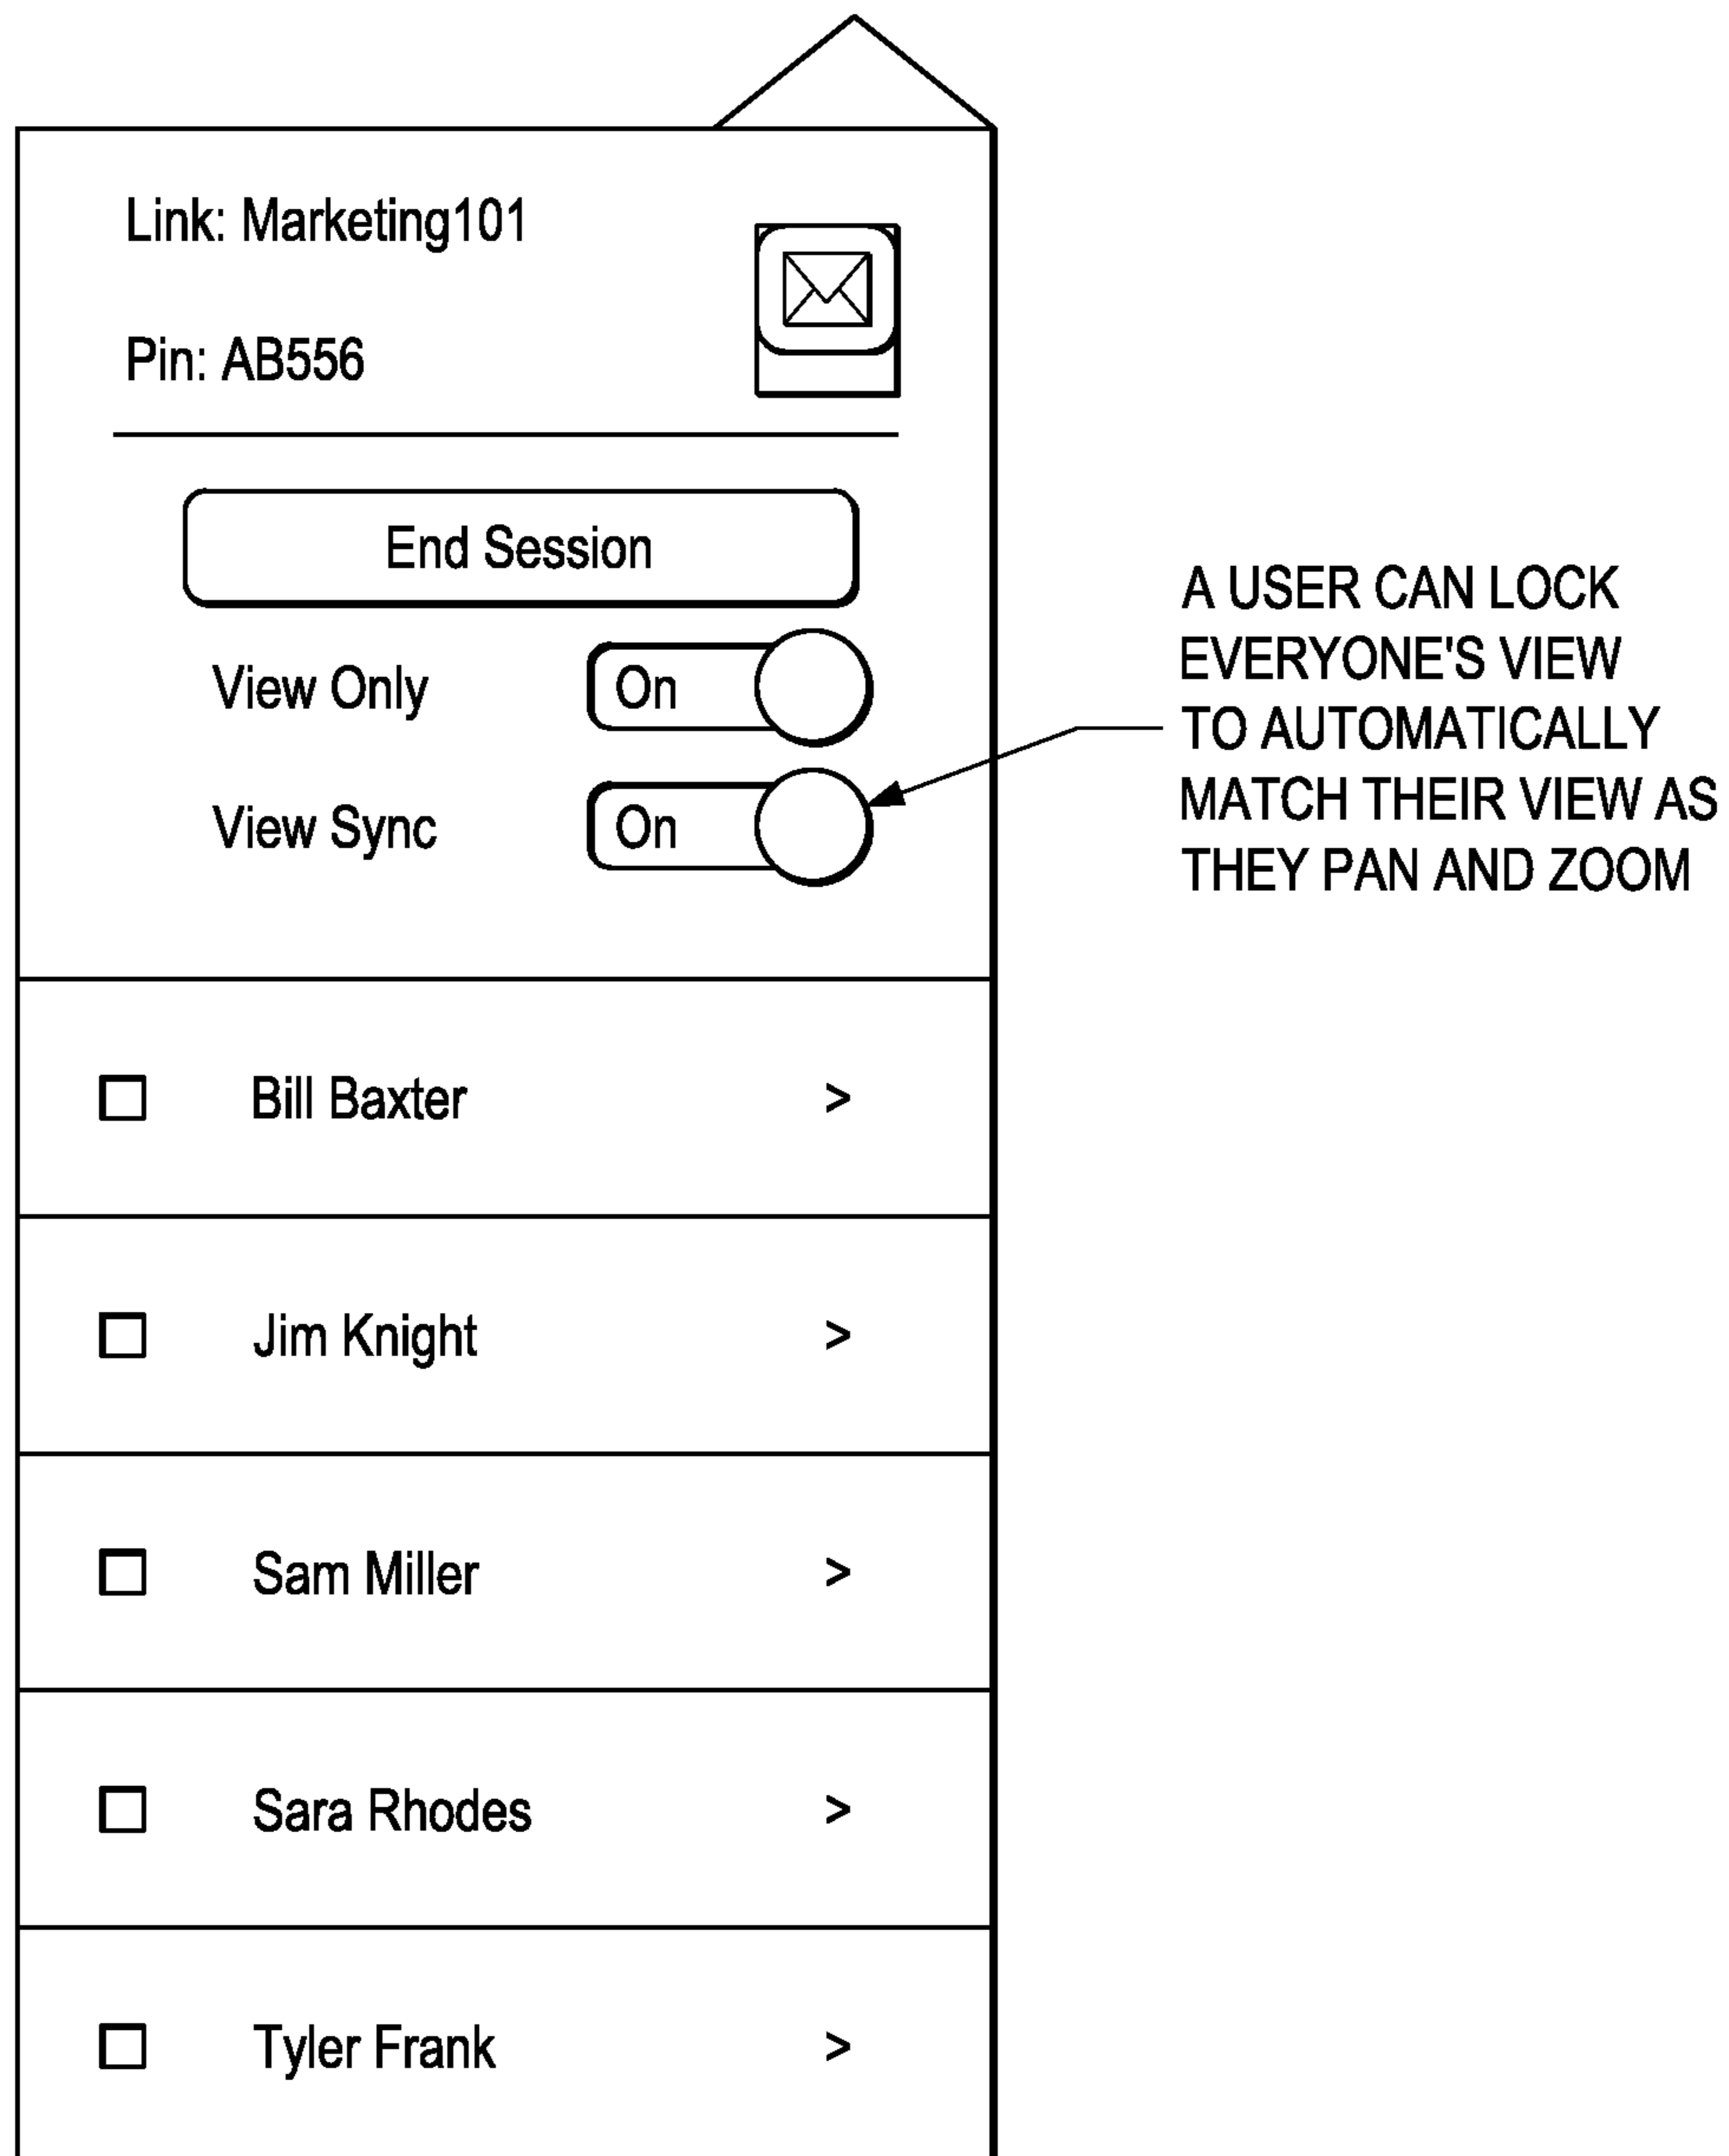 Link: Marketing101
Pin: AB556
End Session
View Only On
View Sync On
A USER CAN LOCK
EVERYONE'S VIEW
TO AUTOMATICALLY
MATCH THEIR VIEW AS
THEY PAN AND ZOOM
Bill Baxter >
Jim Knight >
Sam Miller >
Sara Rhodes >
Tyler Frank >